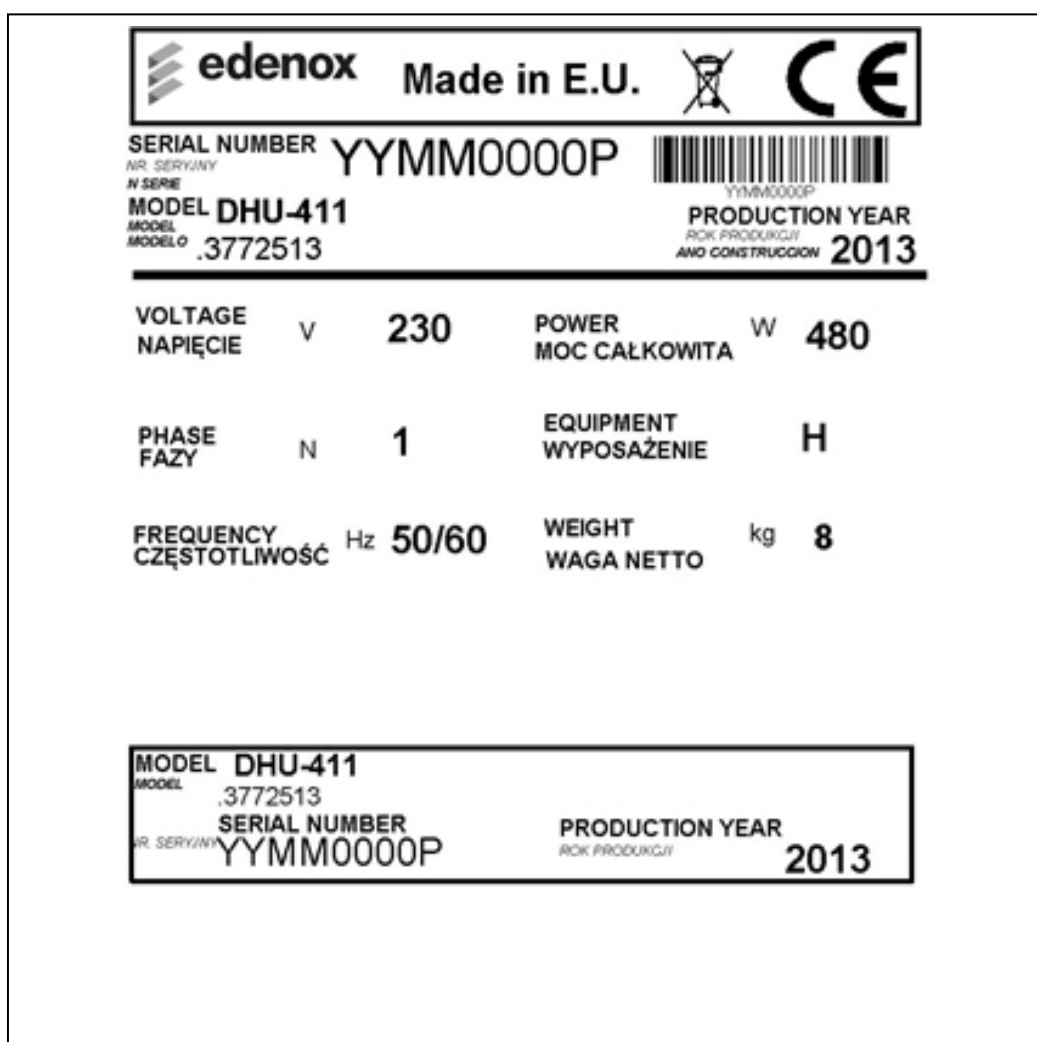 edenox Made in E.U. CE
SERIAL NUMBER YYMM0000P
NR. SERYJNY
N SERIE
YYMM0000P
MODEL DHU-411
MODEL
MODELO .3772513
PRODUCTION YEAR
ROK PRODUKCJI
ANO CONSTRUCCION 2013
VOLTAGE V 230
NAPIĘCIE
POWER W 480
MOC CAŁKOWITA
PHASE N 1
FAZY
EQUIPMENT H
WYPOSAŻENIE
FREQUENCY Hz 50/60
CZĘSTOTLIWOŚĆ
WEIGHT kg 8
WAGA NETTO
MODEL DHU-411
MODEL
.3772513
SERIAL NUMBER
NR. SERYJNY YYMM0000P
PRODUCTION YEAR
ROK PRODUKCJI
2013